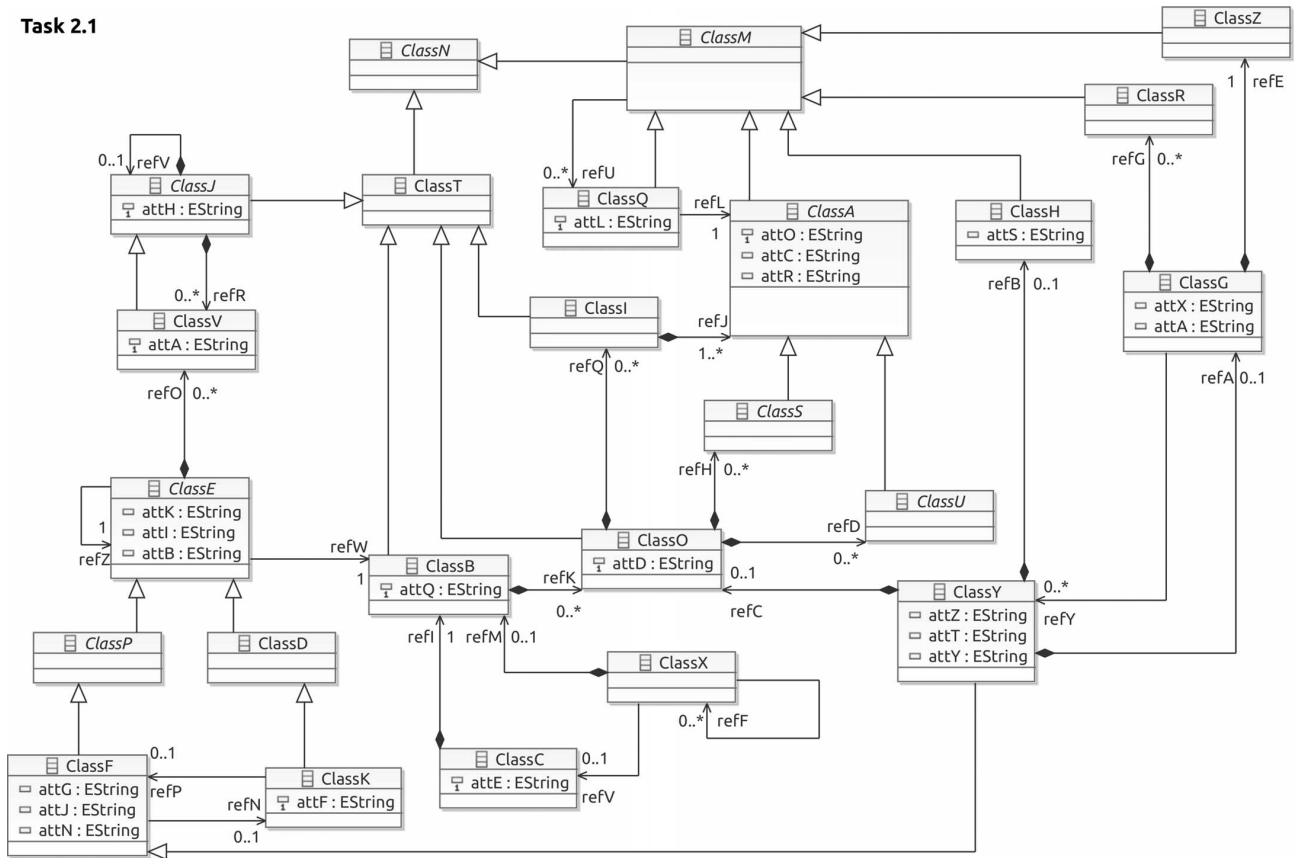 Task 2.1
ClassN
ClassM
ClassZ
1 refE
ClassR
refG 0..*
0..1 refV
ClassJ
attH : EString
ClassT
0..* refU
ClassQ
attL : EString
refL
1
ClassA
attO : EString
attC : EString
attR : EString
ClassH
attS : EString
refB 0..1
ClassG
attX : EString
attA : EString
refA 0..1
0..* refR
ClassV
attA : EString
refO 0..*
ClassI
refJ
1..*
refQ 0..*
ClassS
refH 0..*
ClassE
attK : EString
attI : EString
attB : EString
1
refZ
refW
1
ClassU
refD
0..*
ClassO
attD : EString
0..1
refC
ClassB
attQ : EString
refK
0..*
refI 1 refM 0..1
ClassY
attZ : EString
attT : EString
attY : EString
0..*
refY
ClassP
ClassD
ClassX
0..* refF
ClassF
attG : EString
attJ : EString
attN : EString
0..1
refP
refN
0..1
ClassK
attF : EString
ClassC
attE : EString
0..1
refV